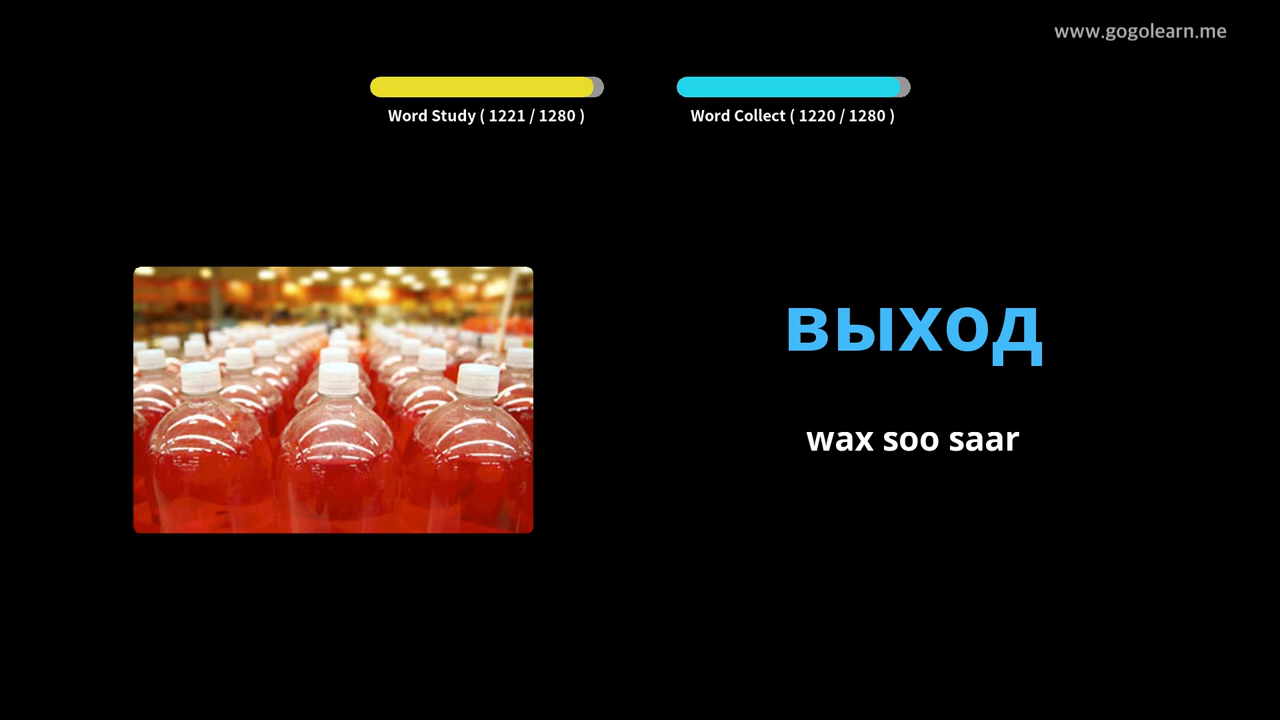 www.gogolearn.me
Word Study ( 1221 / 1280 )
Word Collect ( 1220 / 1280 )
выход
wax soo saar